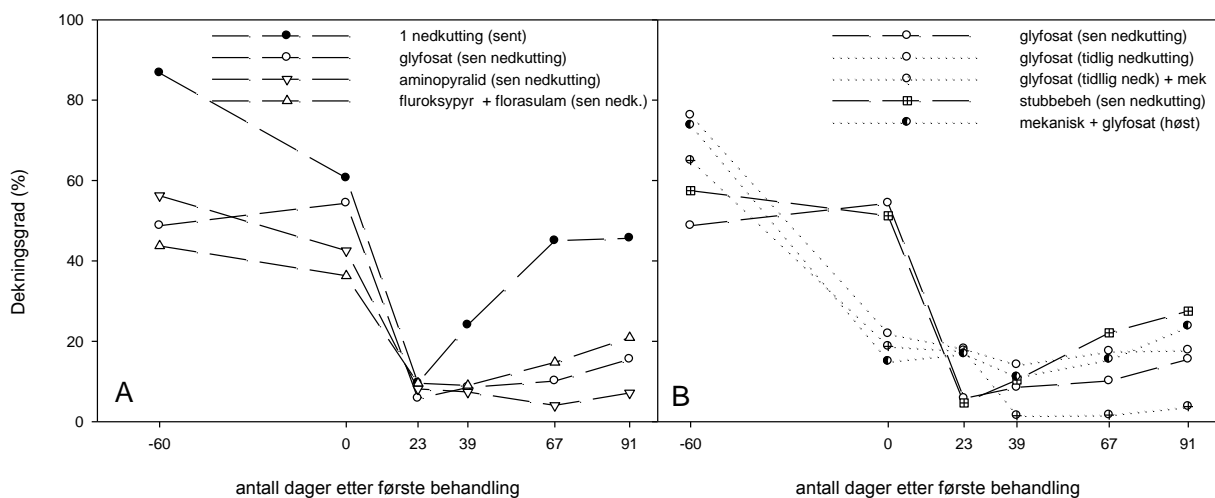 100
80
60
40
20
0
Dekningsgrad (%)
1 nedkutting (sent)
glyfosat (sen nedkutting)
aminopyralid (sen nedkutting)
fluroksypyr + florasulam (sen nedk.)
A
-60 0 23 39 67 91
antall dager etter første behandling
glyfosat (sen nedkutting)
glyfosat (tidlig nedkutting)
glyfosat (tidllig nedk) + mek
stubbebeh (sen nedkutting)
mekanisk + glyfosat (høst)
B
-60 0 23 39 67 91
antall dager etter første behandling